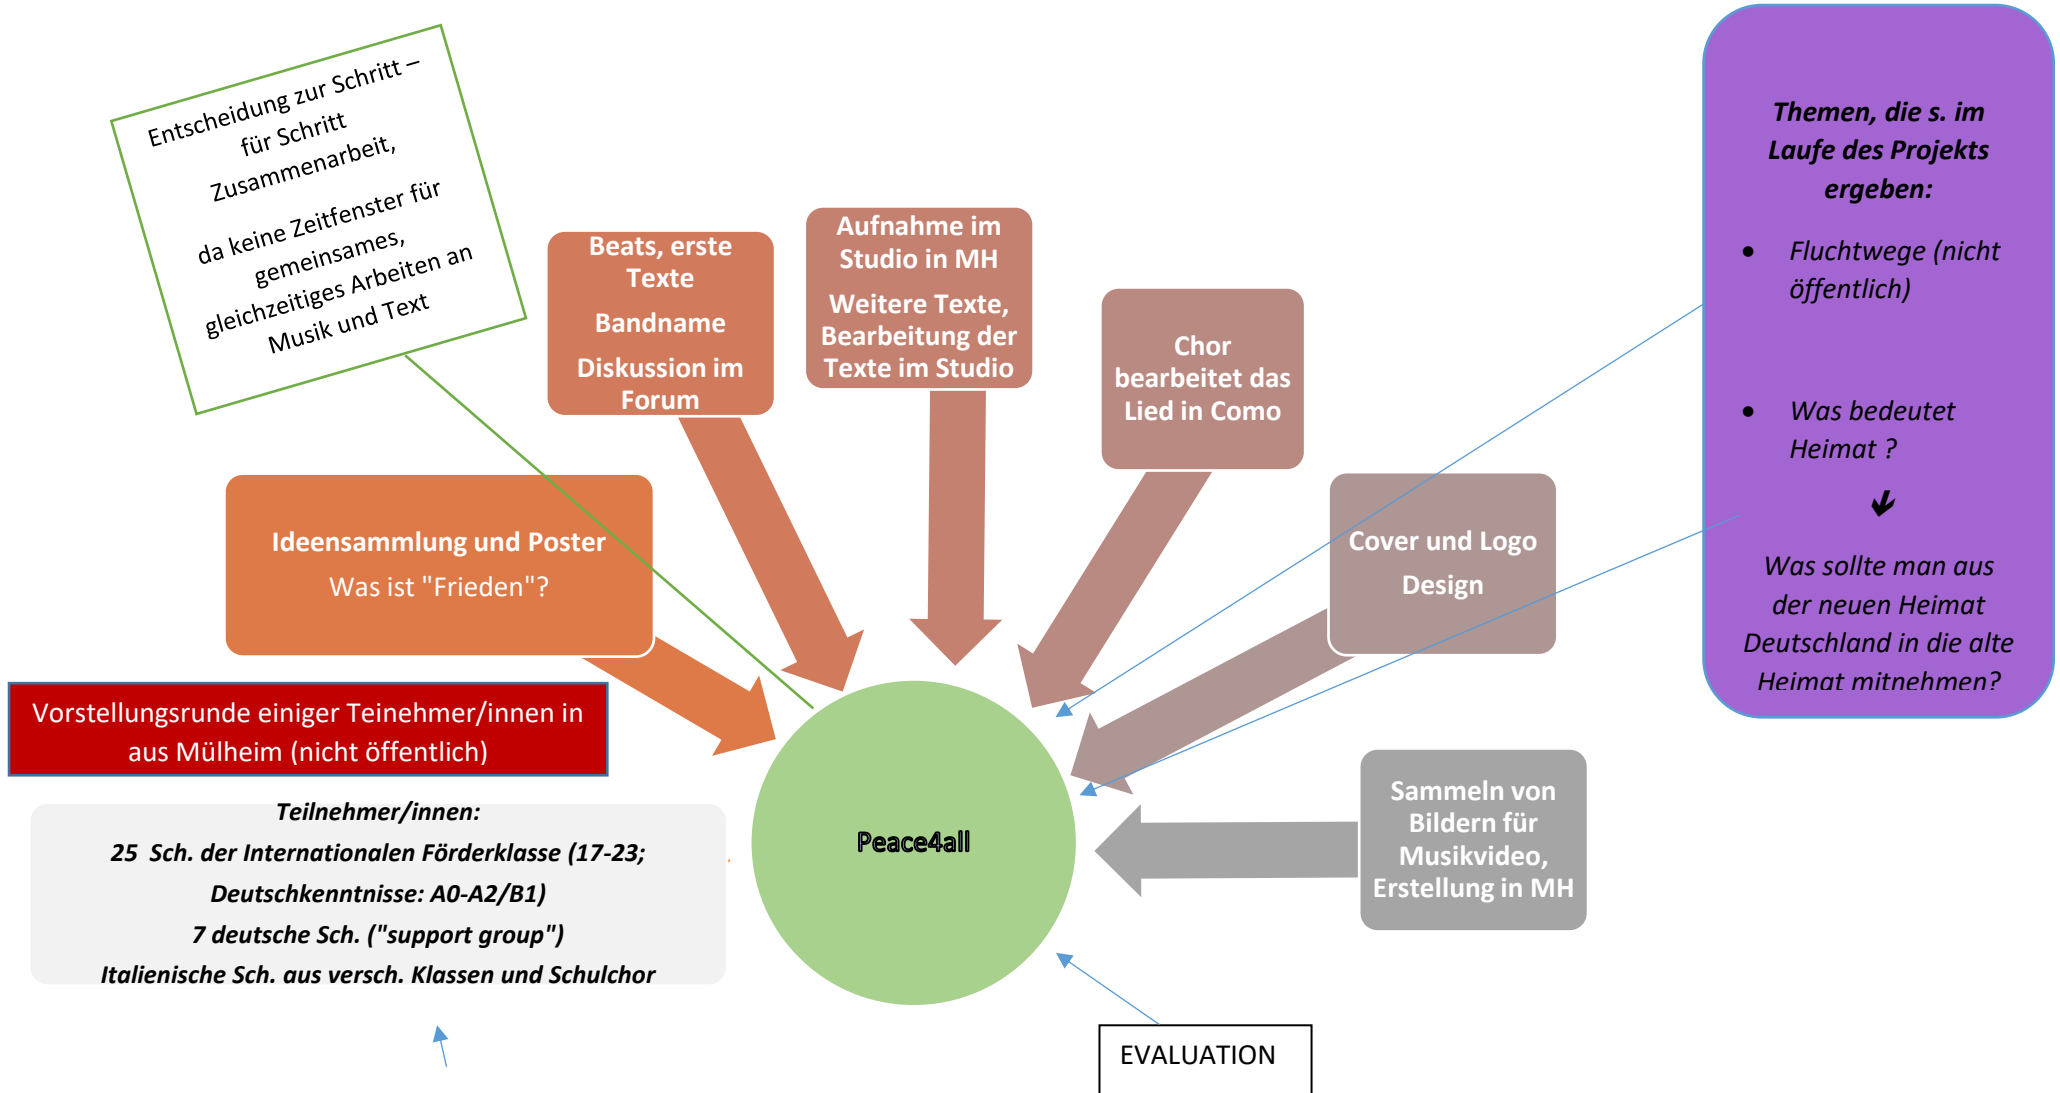 Entscheidung zur Schritt –
für Schritt
Zusammenarbeit,
da keine Zeitfenster für
gemeinsames,
gleichzeitiges Arbeiten an
Musik und Text
Beats, erste
Texte
Bandname
Diskussion im
Forum
Aufnahme im
Studio in MH
Weitere Texte,
Bearbeitung der
Texte im Studio
Chor
bearbeitet das
Lied in Como
Themen, die s. im
Laufe des Projekts
ergeben:
• Fluchtwege (nicht
öffentlich)
• Was bedeutet
Heimat ?
Was sollte man aus
der neuen Heimat
Deutschland in die alte
Heimat mitnehmen?
Ideensammlung und Poster
Was ist "Frieden"?
Cover und Logo
Design
Vorstellungsrunde einiger Teinehmer/innen in
aus Mülheim (nicht öffentlich)
Teilnehmer/innen:
25 Sch. der Internationalen Förderklasse (17-23;
Deutschkenntnisse: A0-A2/B1)
7 deutsche Sch. ("support group")
Italienische Sch. aus versch. Klassen und Schulchor
Peace4all
Sammeln von
Bildern für
Musikvideo,
Erstellung in MH
EVALUATION